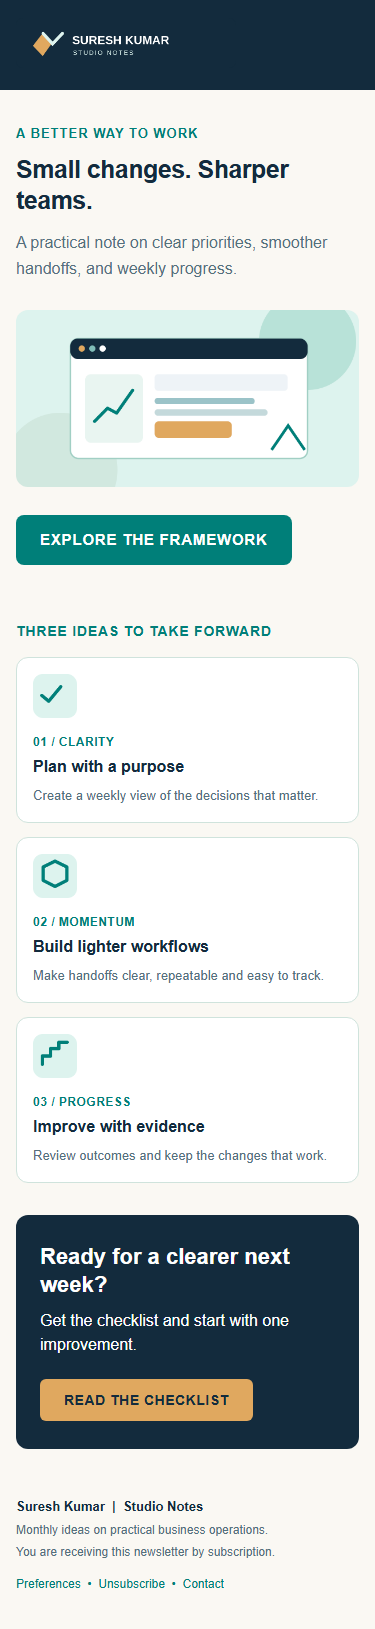 SURESH KUMAR
STUDIO NOTES
A BETTER WAY TO WORK
Small changes. Sharper
teams.
A practical note on clear priorities, smoother
handoffs, and weekly progress.
EXPLORE THE FRAMEWORK
THREE IDEAS TO TAKE FORWARD
01 / CLARITY
Plan with a purpose
Create a weekly view of the decisions that matter.
02 / MOMENTUM
Build lighter workflows
Make handoffs clear, repeatable and easy to track.
03 / PROGRESS
Improve with evidence
Review outcomes and keep the changes that work.
Ready for a clearer next
week?
Get the checklist and start with one
improvement.
READ THE CHECKLIST
Suresh Kumar | Studio Notes
Monthly ideas on practical business operations.
You are receiving this newsletter by subscription.
Preferences • Unsubscribe • Contact